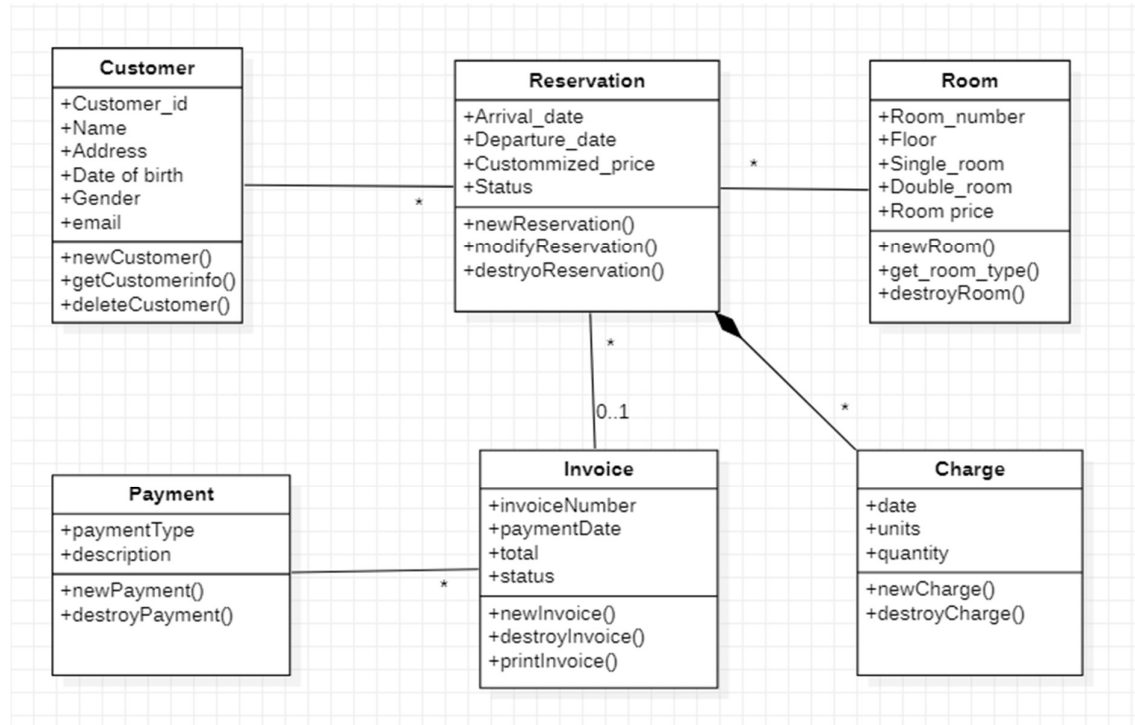 Customer
+Customer_id
+Name
+Address
+Date of birth
+Gender
+email
+newCustomer()
+getCustomerinfo()
+deleteCustomer()
*
Reservation
+Arrival_date
+Departure_date
+Custommized_price
+Status
+newReservation()
+modifyReservation()
+destryoReservation()
*
Room
+Room_number
+Floor
+Single_room
+Double_room
+Room price
+newRoom()
+get_room_type()
+destroyRoom()
*
0..1
*
Payment
+paymentType
+description
+newPayment()
+destroyPayment()
*
Invoice
+invoiceNumber
+paymentDate
+total
+status
+newInvoice()
+destroyInvoice()
+printInvoice()
Charge
+date
+units
+quantity
+newCharge()
+destroyCharge()